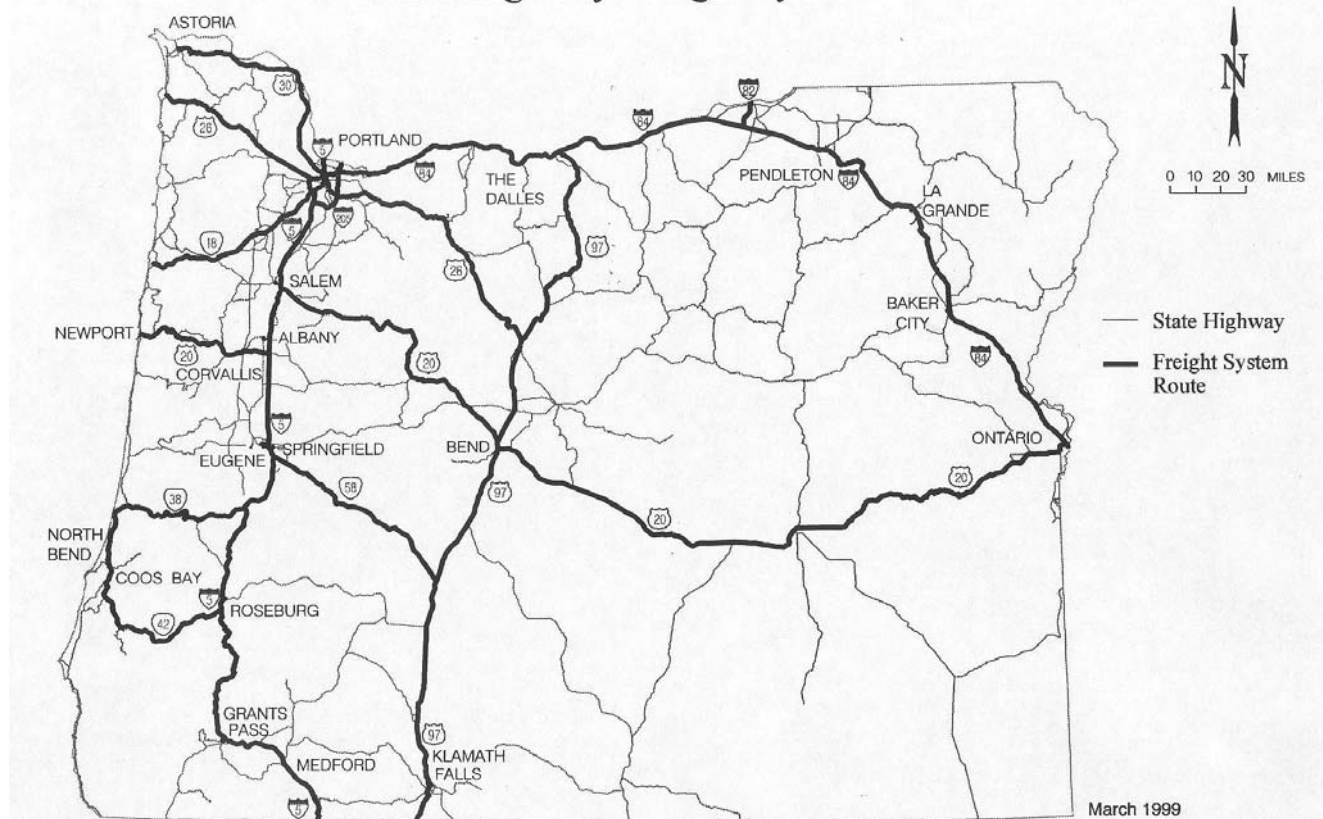 ASTORIA
30
26
5
PORTLAND
84
THE
DALLES
84
82
PENDLETON
84
LA
GRANDE
N
0 10 20 30 MILES
205
5
18
97
26
SALEM
BAKER
CITY
84
State Highway
Freight System
Route
NEWPORT
ALBANY
20
CORVALLIS
20
5
SPRINGFIELD
EUGENE
BEND
ONTARIO
20
58
97
38
20
NORTH
BEND
COOS BAY
5
ROSEBURG
42
GRANTS
PASS
97
MEDFORD
KLAMATH
FALLS
5
March 1999